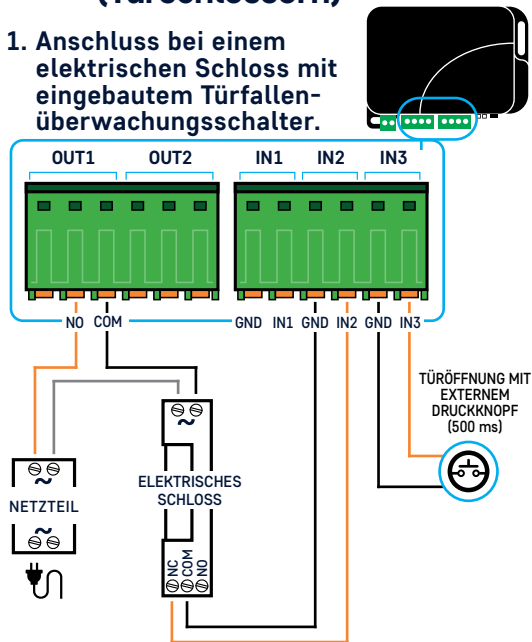 (Türschlössern)
1. Anschluss bei einem
elektrischen Schloss mit
eingebautem Türfallen-
überwachungsschalter.
OUT1 OUT2 IN1 IN2 IN3
NO COM GND IN1 GND IN2 GND IN3
TÜRÖFFNUNG MIT
EXTERNEM
DRUCKKNOPF
(500 ms)
~
~
NETZTEIL
~
ELEKTRISCHES
SCHLOSS
NC
COM
NO